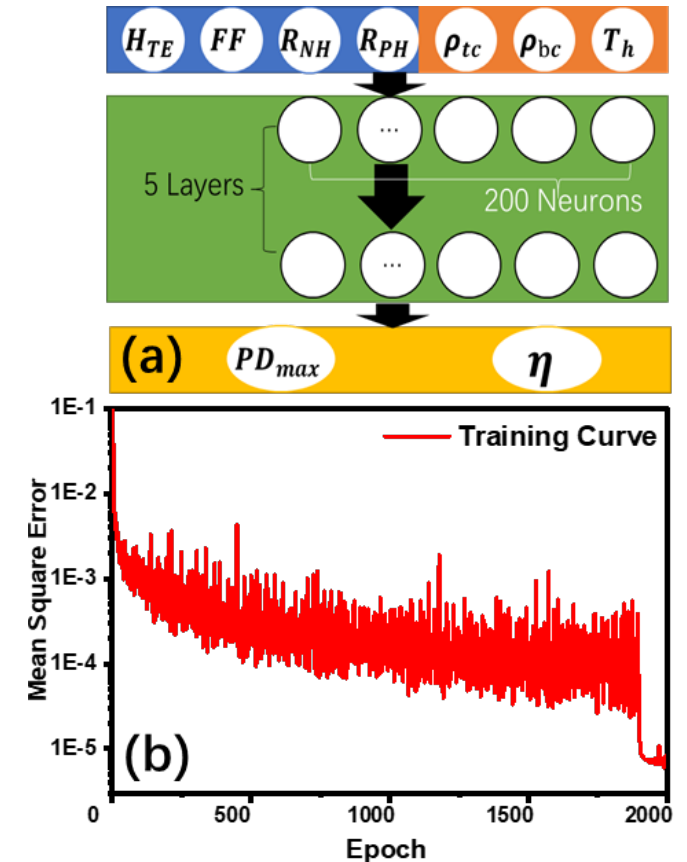 H_TE FF R_NH R_PH ρ_tc ρ_bc T_h
...
5 Layers
200 Neurons
...
(a) PD_max η
1E-1
Training Curve
1E-2
1E-3
1E-4
1E-5
Mean Square Error
(b)
0 500 1000 1500 2000
Epoch